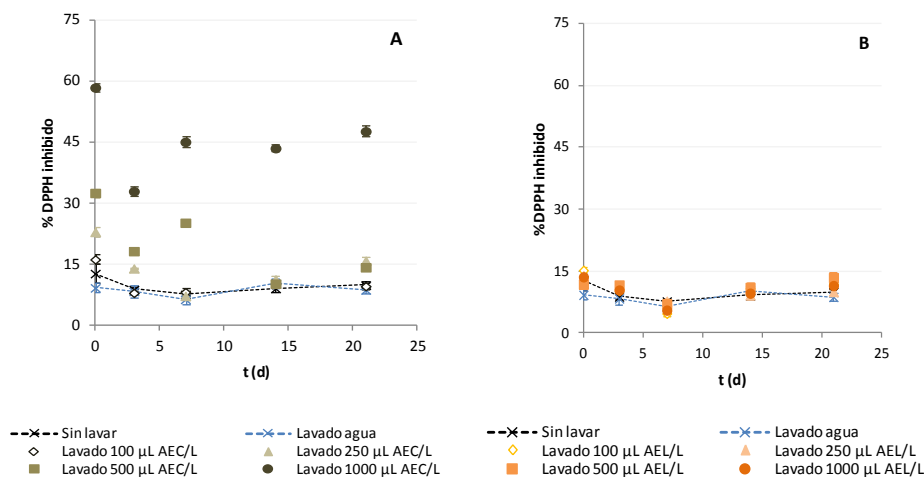 A
% DPPH inhibido
75
60
45
30
15
0
0 5 10 15 20 25
t (d)
Sin lavar
Lavado agua
Lavado 100 µL AEC/L
Lavado 250 µL AEC/L
Lavado 500 µL AEC/L
Lavado 1000 µL AEC/L
B
%DPPH inhibido
75
60
45
30
15
0
0 5 10 15 20 25
t (d)
Sin lavar
Lavado agua
Lavado 100 µL AEL/L
Lavado 250 µL AEL/L
Lavado 500 µL AEL/L
Lavado 1000 µL AEL/L